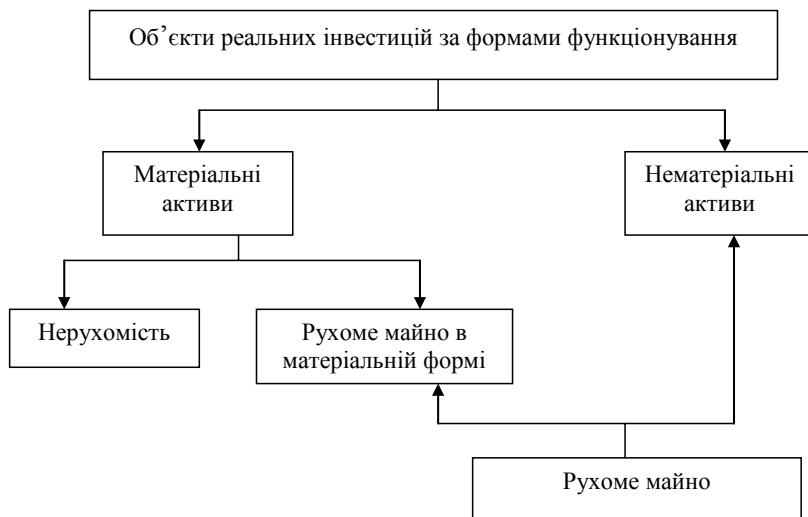 Об’єкти реальних інвестицій за формами функціонування
Матеріальні
активи
Нематеріальні
активи
Нерухомість
Рухоме майно в
матеріальній формі
Рухоме майно